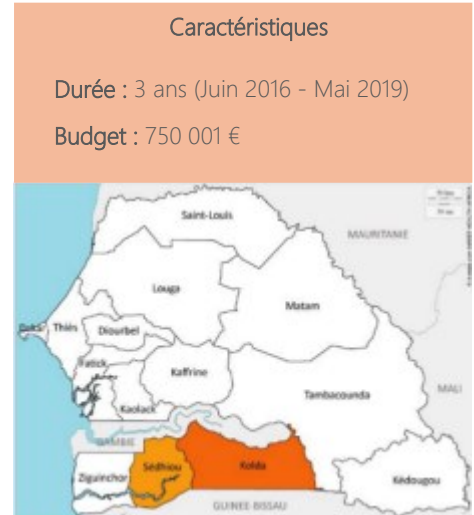 Caractéristiques
Durée : 3 ans (Juin 2016 - Mai 2019)
Budget : 750 001 €
Saint-Louis
MAURITANIE
Louga
Matam
Thiès
Diourbel
Fatick
Kaffrine
Tambacounda
MALI
Kaolack
GAMBIE
Sédhiou
Kolda
Ziguinchor
Kédougou
GUINEE-BISSAU